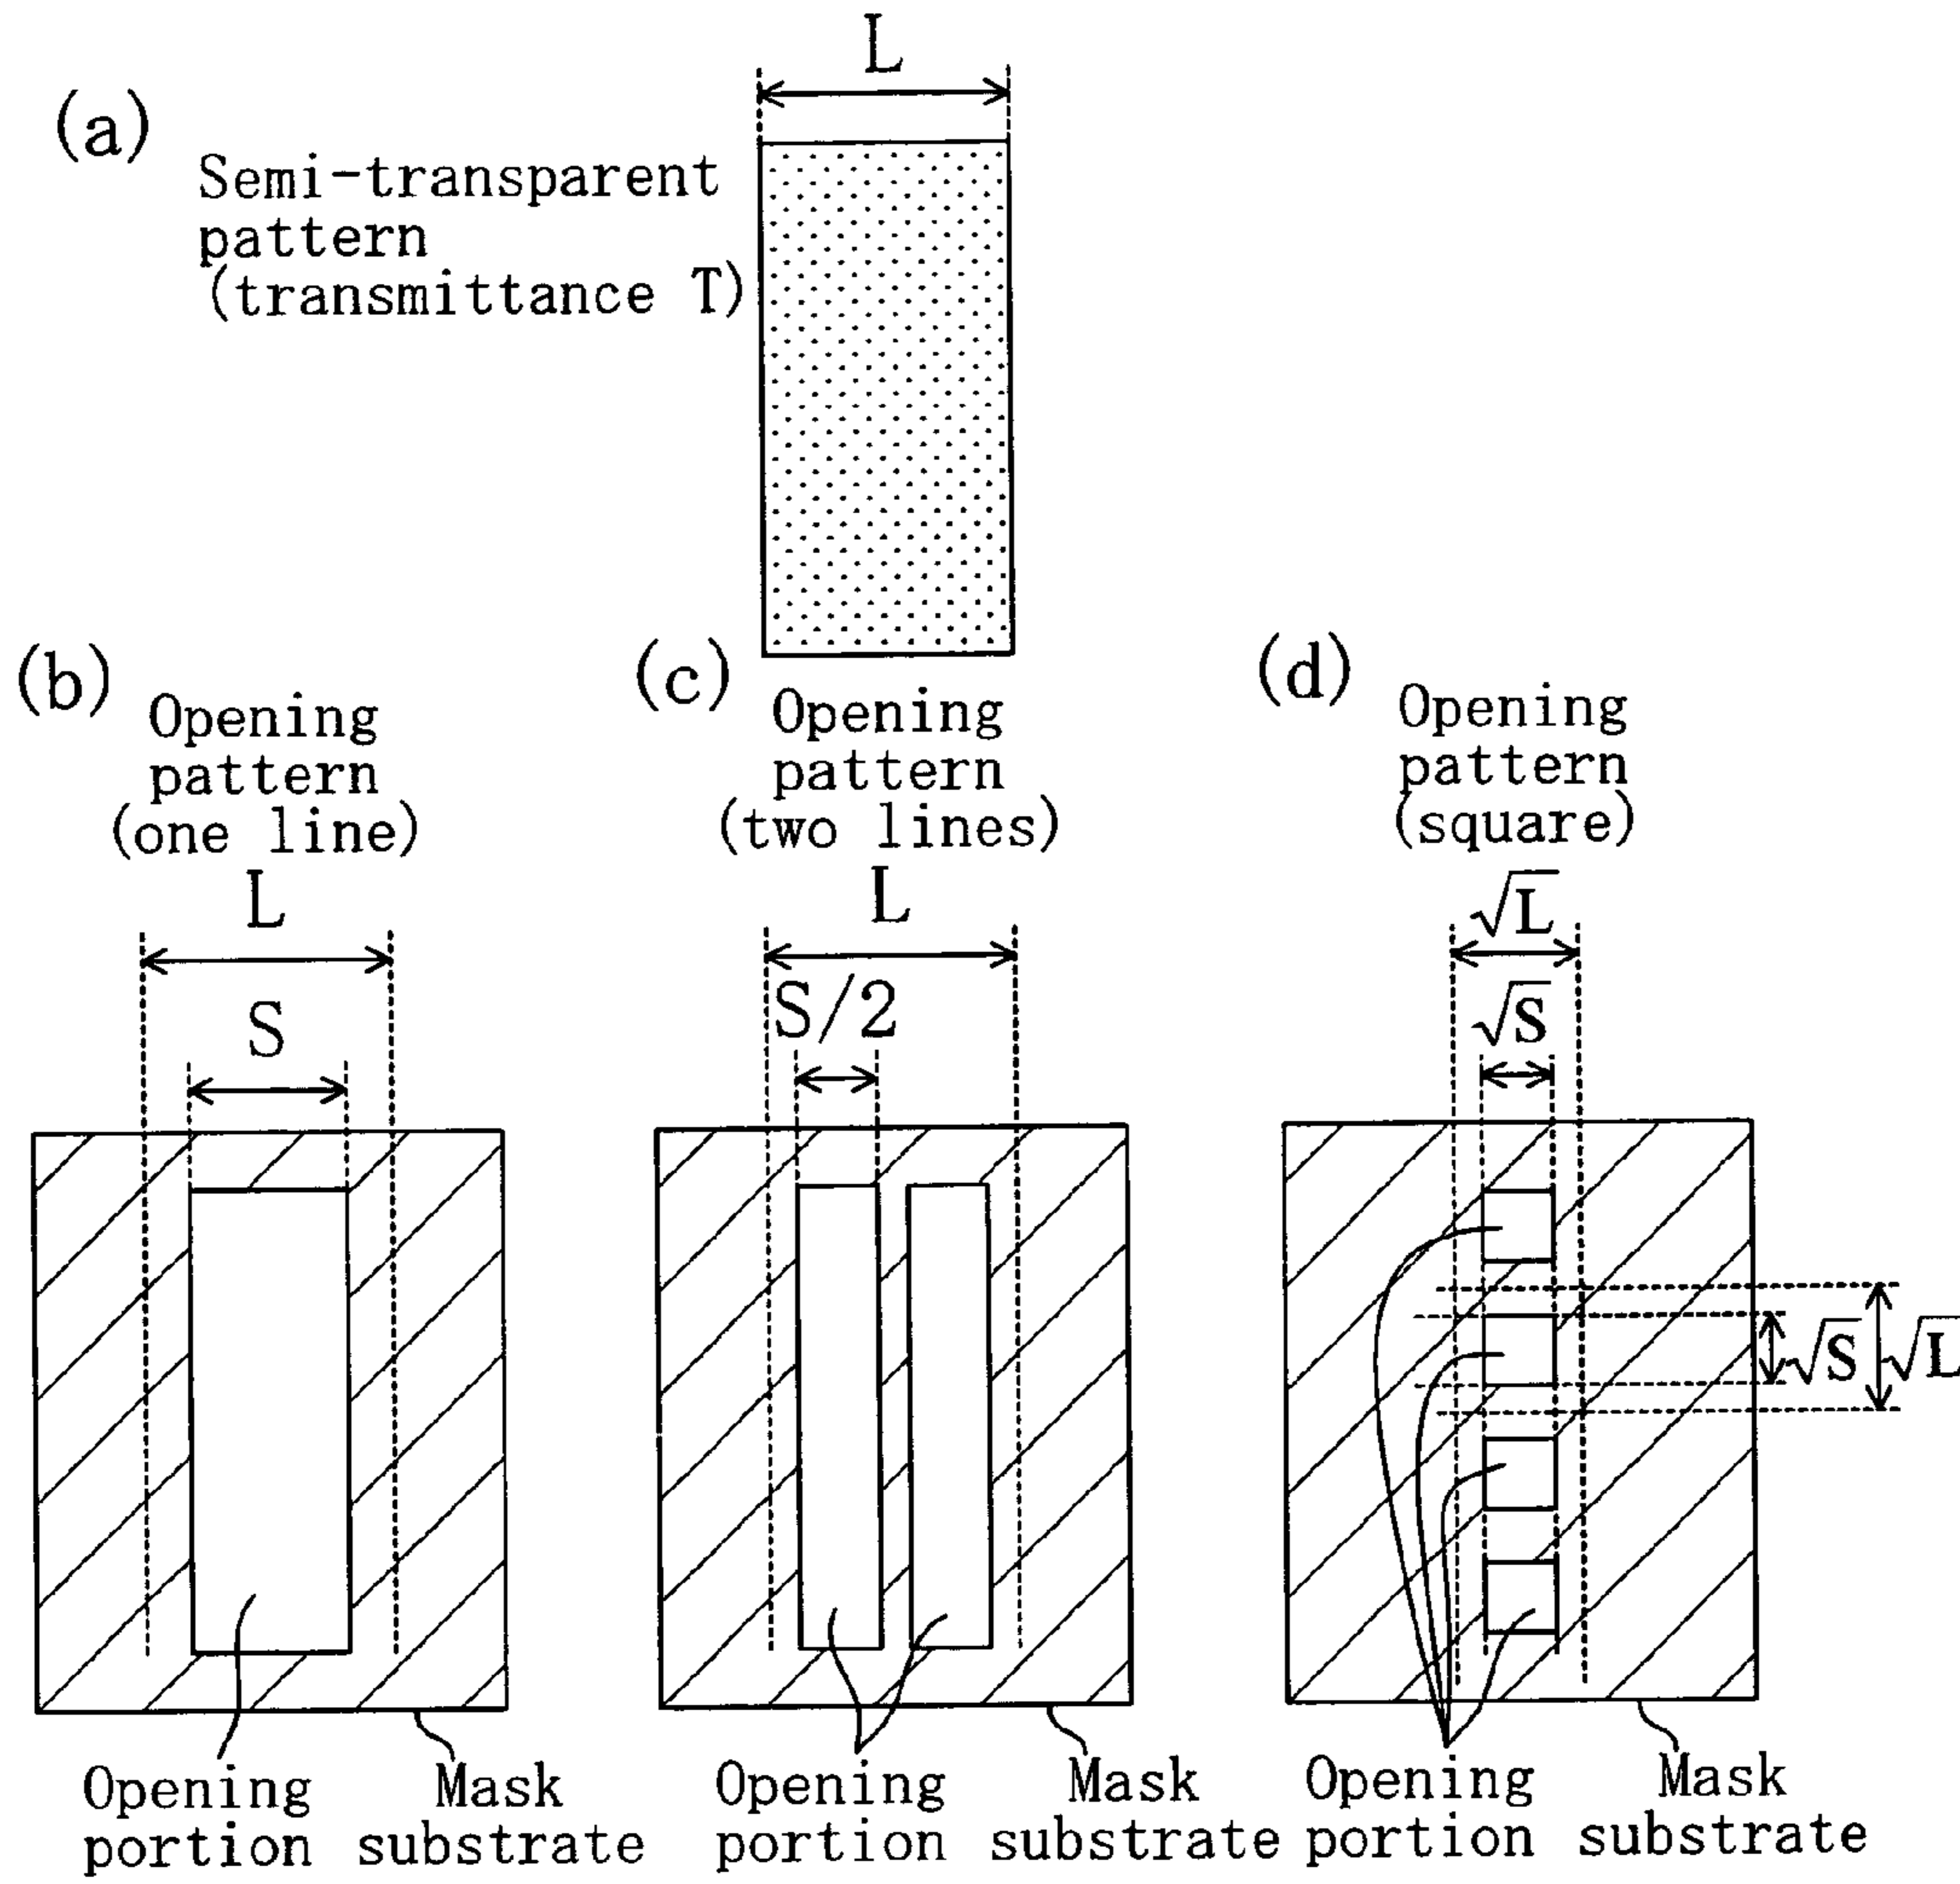 L
(a)
Semi-transparent
pattern
(transmittance T)
(b)
Opening
pattern
(one line)
L
S
Opening
portion
Mask
substrate
(c)
Opening
pattern
(two lines)
L
S/2
Opening
portion
Mask
substrate
(d)
Opening
pattern
(square)
√L
√S
√S
√L
Opening
portion
Mask
substrate